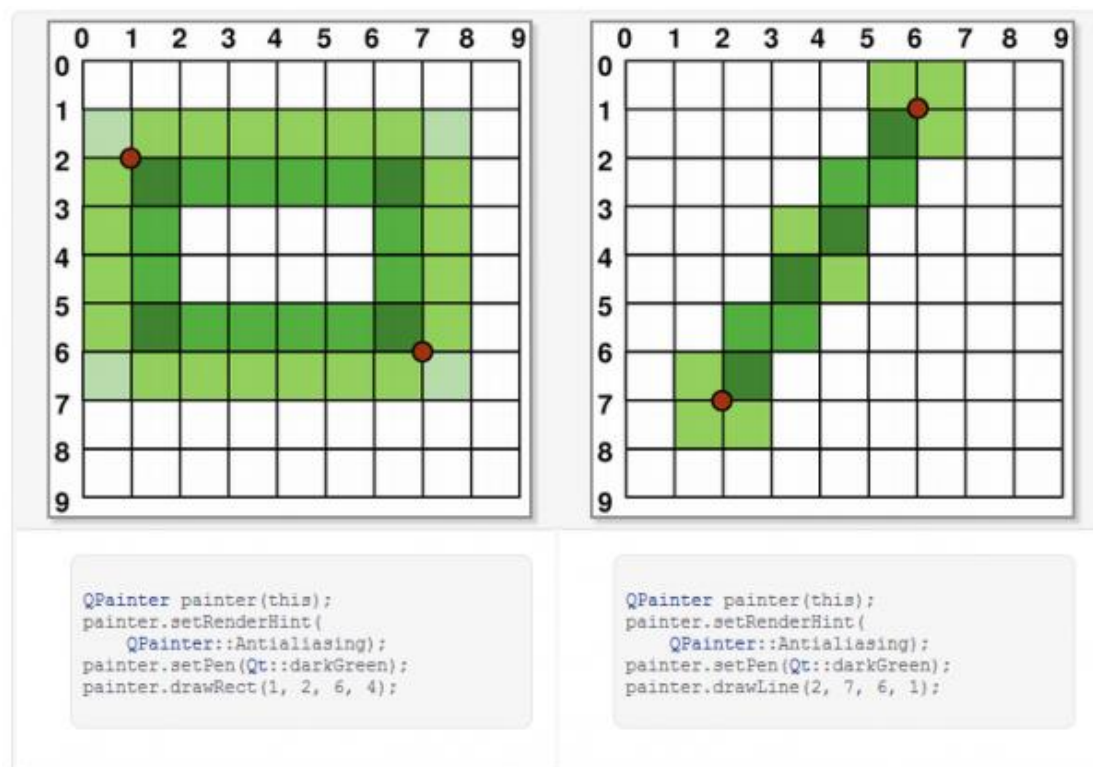 0 1 2 3 4 5 6 7 8 9
0
1
2
3
4
5
6
7
8
9
QPainter painter(this);
painter.setRenderHint(
QPainter::Antialiasing);
painter.setPen(Qt::darkGreen);
painter.drawRect(1, 2, 6, 4);
0 1 2 3 4 5 6 7 8 9
0
1
2
3
4
5
6
7
8
9
QPainter painter(this);
painter.setRenderHint(
QPainter::Antialiasing);
painter.setPen(Qt::darkGreen);
painter.drawLine(2, 7, 6, 1);